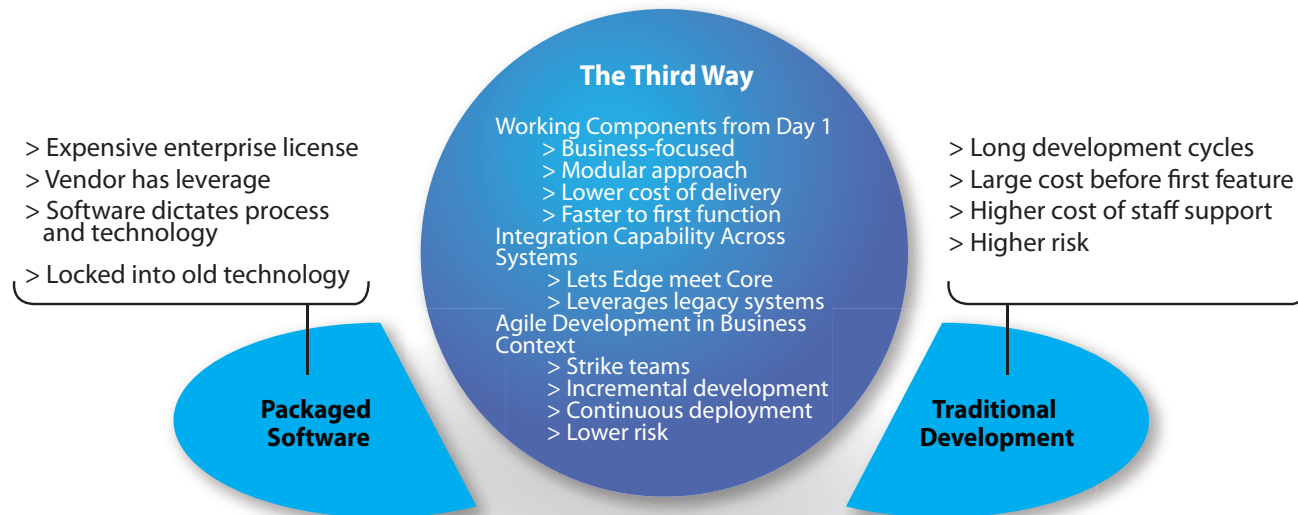 The Third Way
Working Components from Day 1
> Business-focused
> Modular approach
> Lower cost of delivery
> Faster to first function
Integration Capability Across
Systems
> Lets Edge meet Core
> Leverages legacy systems
Agile Development in Business
Context
> Strike teams
> Incremental development
> Continuous deployment
> Lower risk
> Expensive enterprise license
> Vendor has leverage
> Software dictates process
and technology
> Locked into old technology
Packaged
Software
> Long development cycles
> Large cost before first feature
> Higher cost of staff support
> Higher risk
Traditional
Development